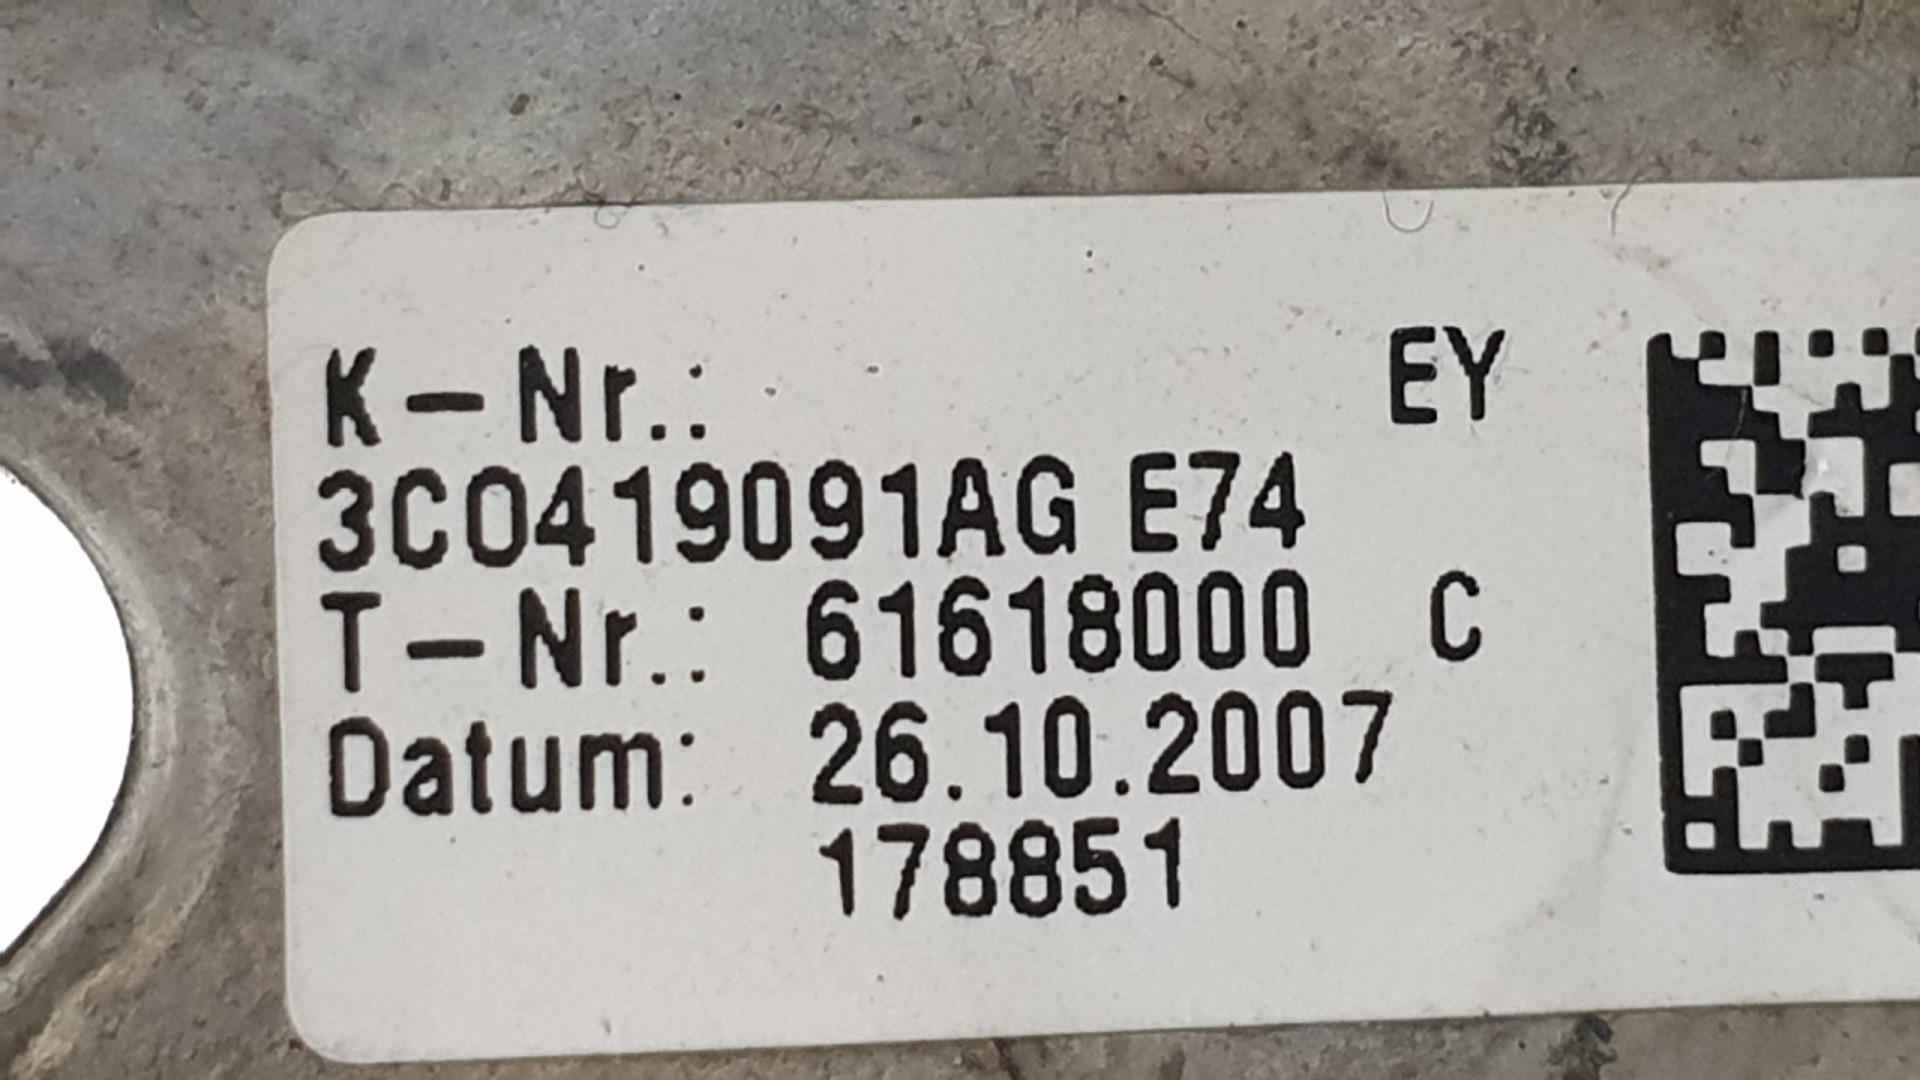 K-Nr.: EY
3C0419091AG E74
T-Nr.: 61618000 C
Datum: 26.10.2007
178851